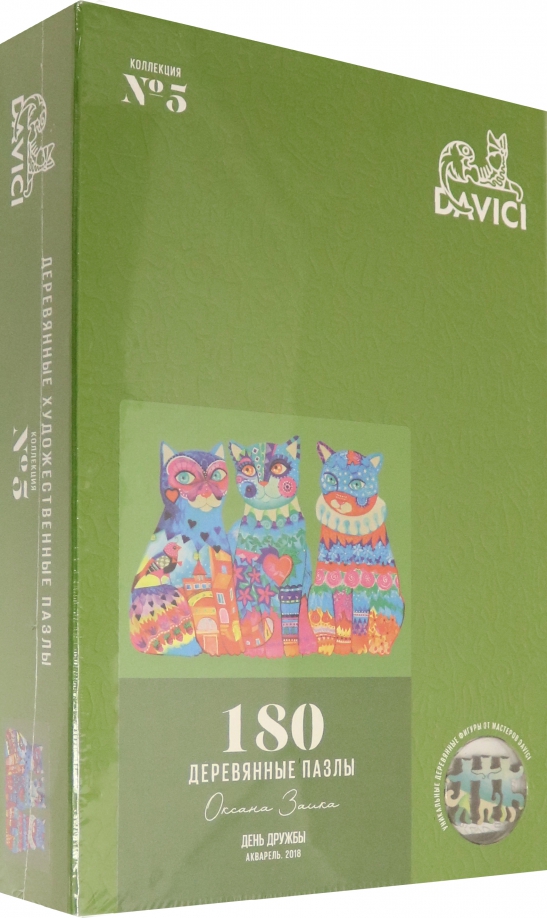 КОЛЛЕКЦИЯ
№5
DAVICI
180
ДЕРЕВЯННЫЕ ПАЗЛЫ
Оксана Заика
ДЕНЬ ДРУЖБЫ
АКВАРЕЛЬ. 2018
УНИКАЛЬНЫЕ ДЕРЕВЯННЫЕ ФИГУРЫ ОТ МАСТЕРОВ DAVICI
DAVICI
ДЕРЕВЯННЫЕ ХУДОЖЕСТВЕННЫЕ ПАЗЛЫ
КОЛЛЕКЦИЯ
№5